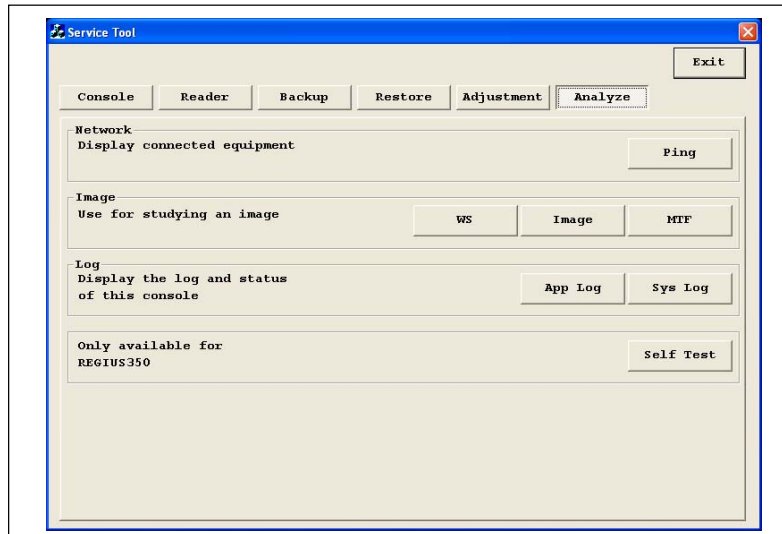 Service Tool
Exit
Console Reader Backup Restore Adjustment Analyze
Network
Display connected equipment
Ping
Image
Use for studying an image
WS Image MTF
Log
Display the log and status
of this console
App Log Sys Log
Only available for
REGIUS350
Self Test